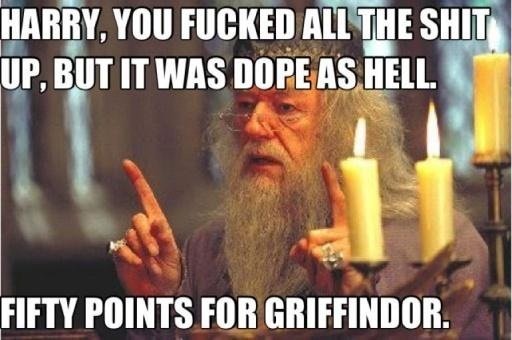 HARRY, YOU FUCKED ALL THE SHIT
UP, BUT IT WAS DOPE AS HELL.
FIFTY POINTS FOR GRIFFINDOR.